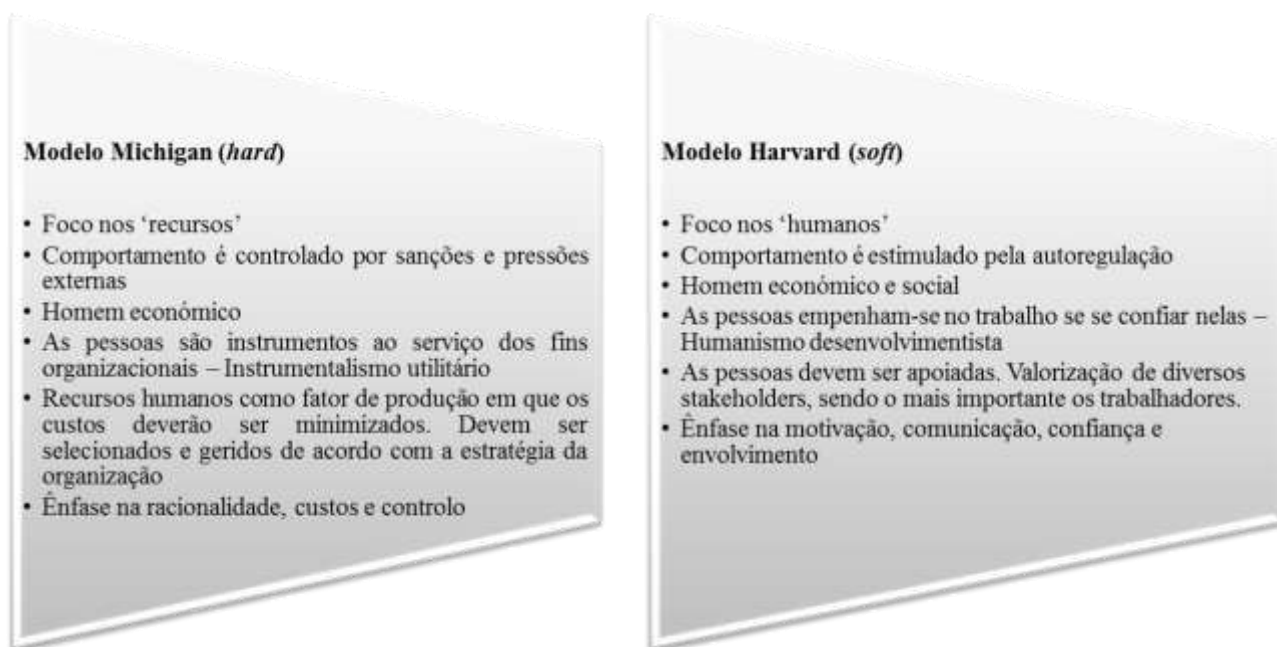 Modelo Michigan (hard)
• Foco nos ‘recursos’
• Comportamento é controlado por sanções e pressões
externas
• Homem económico
• As pessoas são instrumentos ao serviço dos fins
organizacionais – Instrumentalismo utilitário
• Recursos humanos como fator de produção em que os
custos deverão ser minimizados. Devem ser
selecionados e geridos de acordo com a estratégia da
organização
• Ênfase na racionalidade, custos e controlo
Modelo Harvard (soft)
• Foco nos ‘humanos’
• Comportamento é estimulado pela autoregulação
• Homem económico e social
• As pessoas empenham-se no trabalho se se confiar nelas –
Humanismo desenvolvimentista
• As pessoas devem ser apoiadas. Valorização de diversos
stakeholders, sendo o mais importante os trabalhadores.
• Ênfase na motivação, comunicação, confiança e
envolvimento